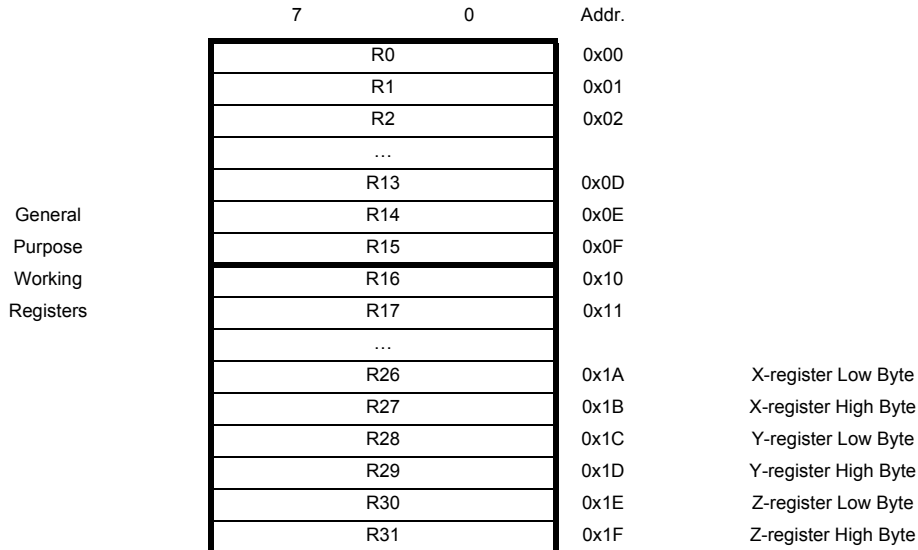 7 0 Addr.
R0 0x00
R1 0x01
R2 0x02
…
R13 0x0D
General R14 0x0E
Purpose R15 0x0F
Working R16 0x10
Registers R17 0x11
…
R26 0x1A X-register Low Byte
R27 0x1B X-register High Byte
R28 0x1C Y-register Low Byte
R29 0x1D Y-register High Byte
R30 0x1E Z-register Low Byte
R31 0x1F Z-register High Byte